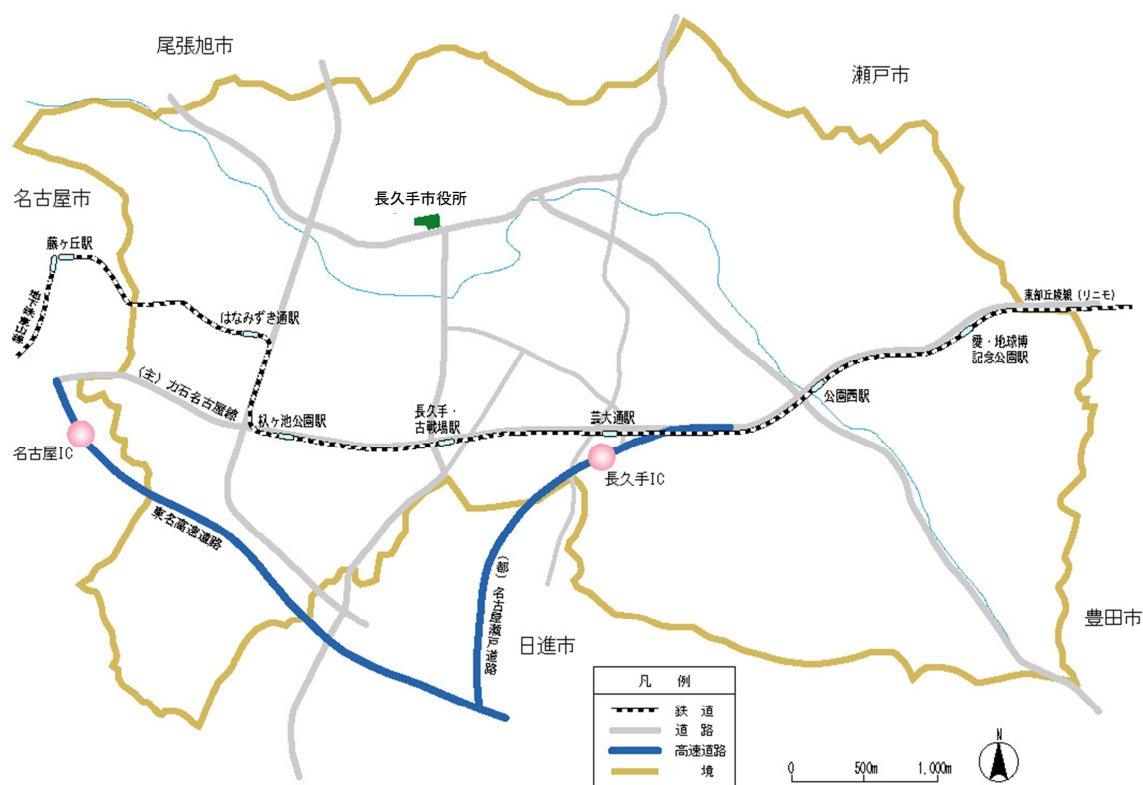 尾張旭市
瀬戸市
名古屋市
長久手市役所
藤ヶ丘駅
東部丘陵線(リニモ)
はなみずき通駅
愛・地球博
記念公園駅
(主)力石名古屋線
公園西駅
杁ヶ池公園駅
長久手・
古戦場駅
芸大通駅
名古屋IC
長久手IC
東名高速道路
(都)名古屋瀬戸道路
豊田市
日進市
凡 例
鉄 道
道 路
高速道路
境
N
0 500m 1,000m